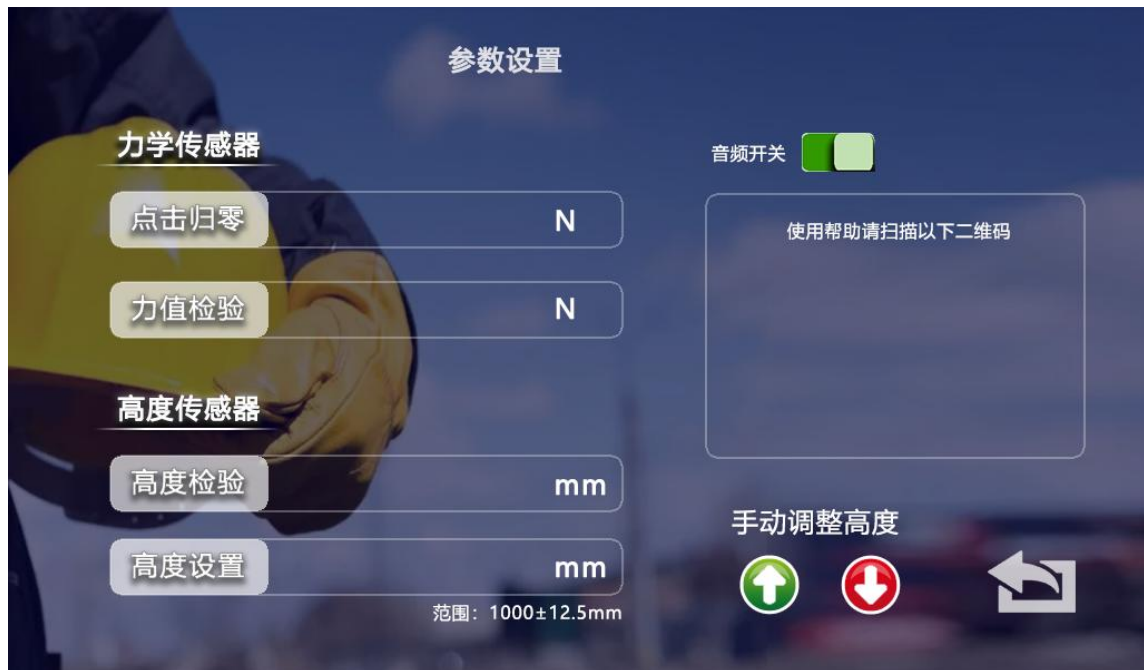 参数设置
力学传感器
点击归零 N
力值检验 N
高度传感器
高度检验 mm
高度设置 mm
范围：1000±12.5mm
音频开关
使用帮助请扫描以下二维码
手动调整高度